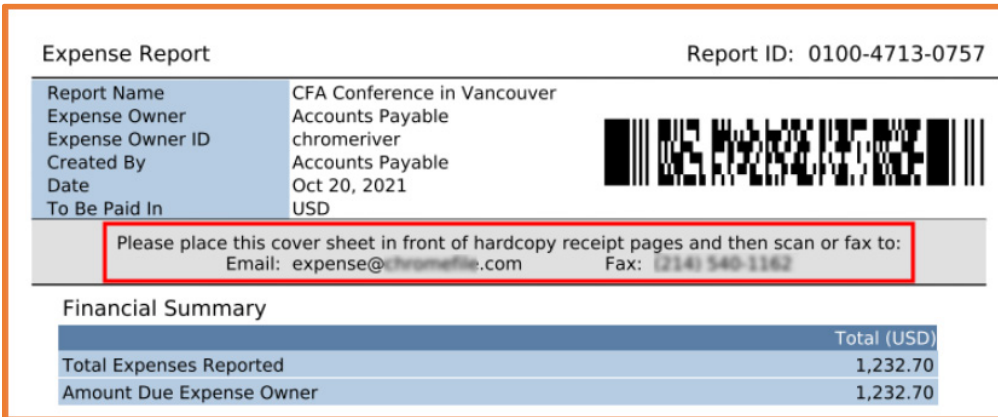 Expense Report Report ID: 0100-4713-0757
Report Name CFA Conference in Vancouver
Expense Owner Accounts Payable
Expense Owner ID chromeriver
Created By Accounts Payable
Date Oct 20, 2021
To Be Paid In USD
Please place this cover sheet in front of hardcopy receipt pages and then scan or fax to:
Email: expense@ .com Fax:
Financial Summary
Total (USD)
Total Expenses Reported 1,232.70
Amount Due Expense Owner 1,232.70